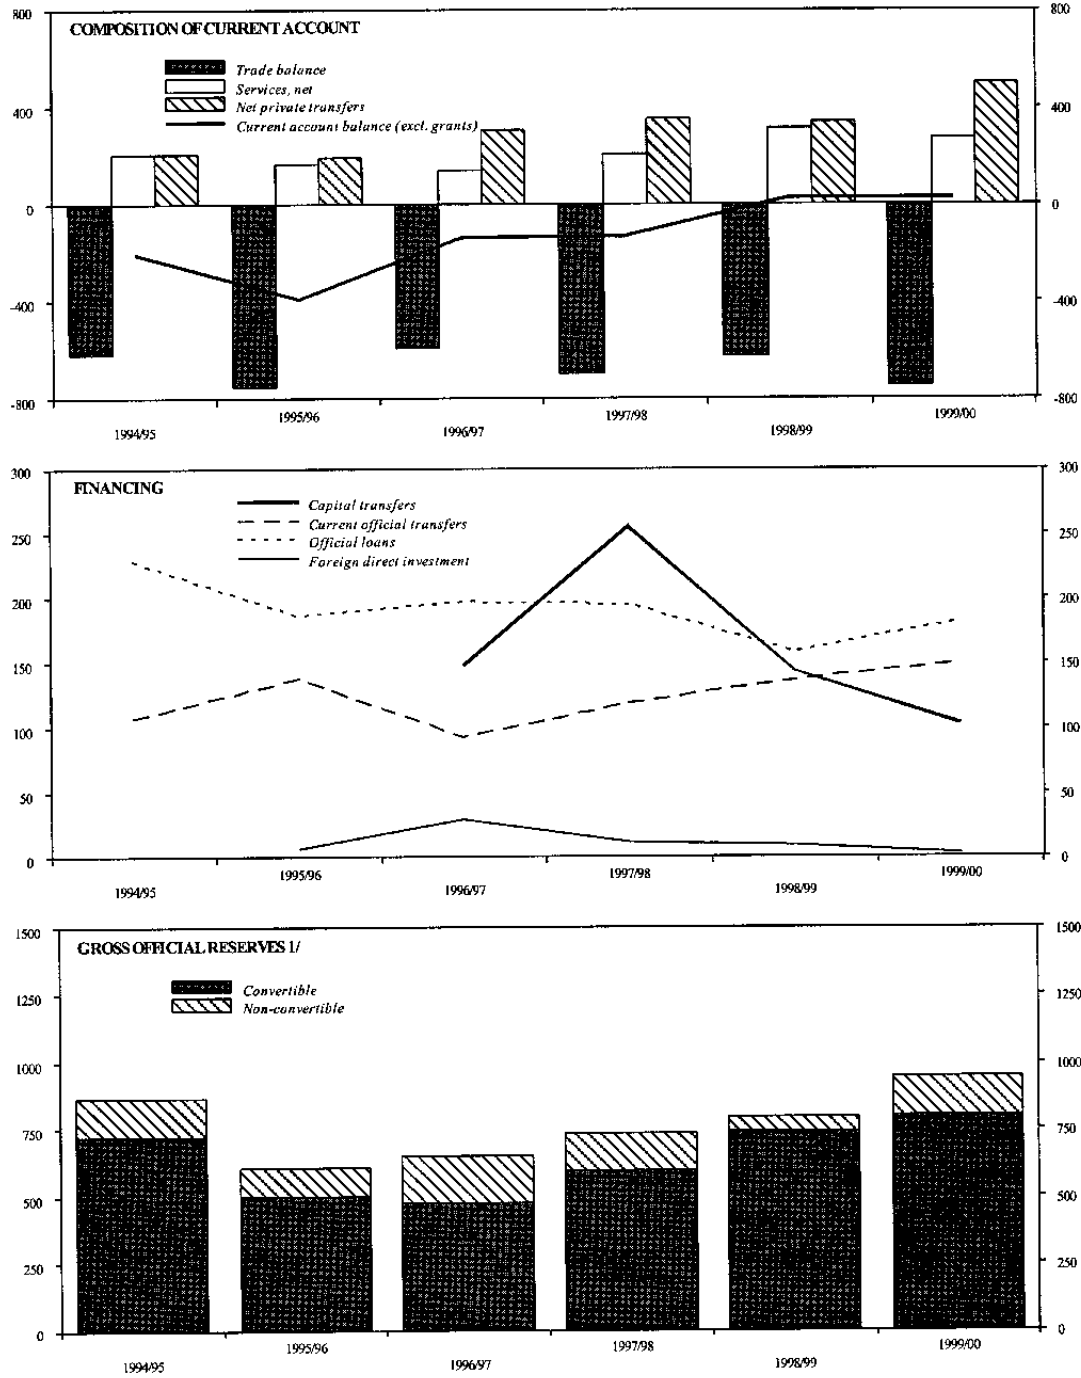 800 800
COMPOSITION OF CURRENT ACCOUNT
Trade balance
Services, net
Net private transfers
Current account balance (excl. grants)
400 400
0 0
-400 -400
-800 -800
1994/95 1995/96 1996/97 1997/98 1998/99 1999/00
300 300
FINANCING
Capital transfers
Current official transfers
Official loans
Foreign direct investment
250 250
200 200
150 150
100 100
50 50
0 0
1994/95 1995/96 1996/97 1997/98 1998/99 1999/00
1500 1500
GROSS OFFICIAL RESERVES 1/
Convertible
Non-convertible
1250 1250
1000 1000
750 750
500 500
250 250
0 0
1994/95 1995/96 1996/97 1997/98 1998/99 1999/00